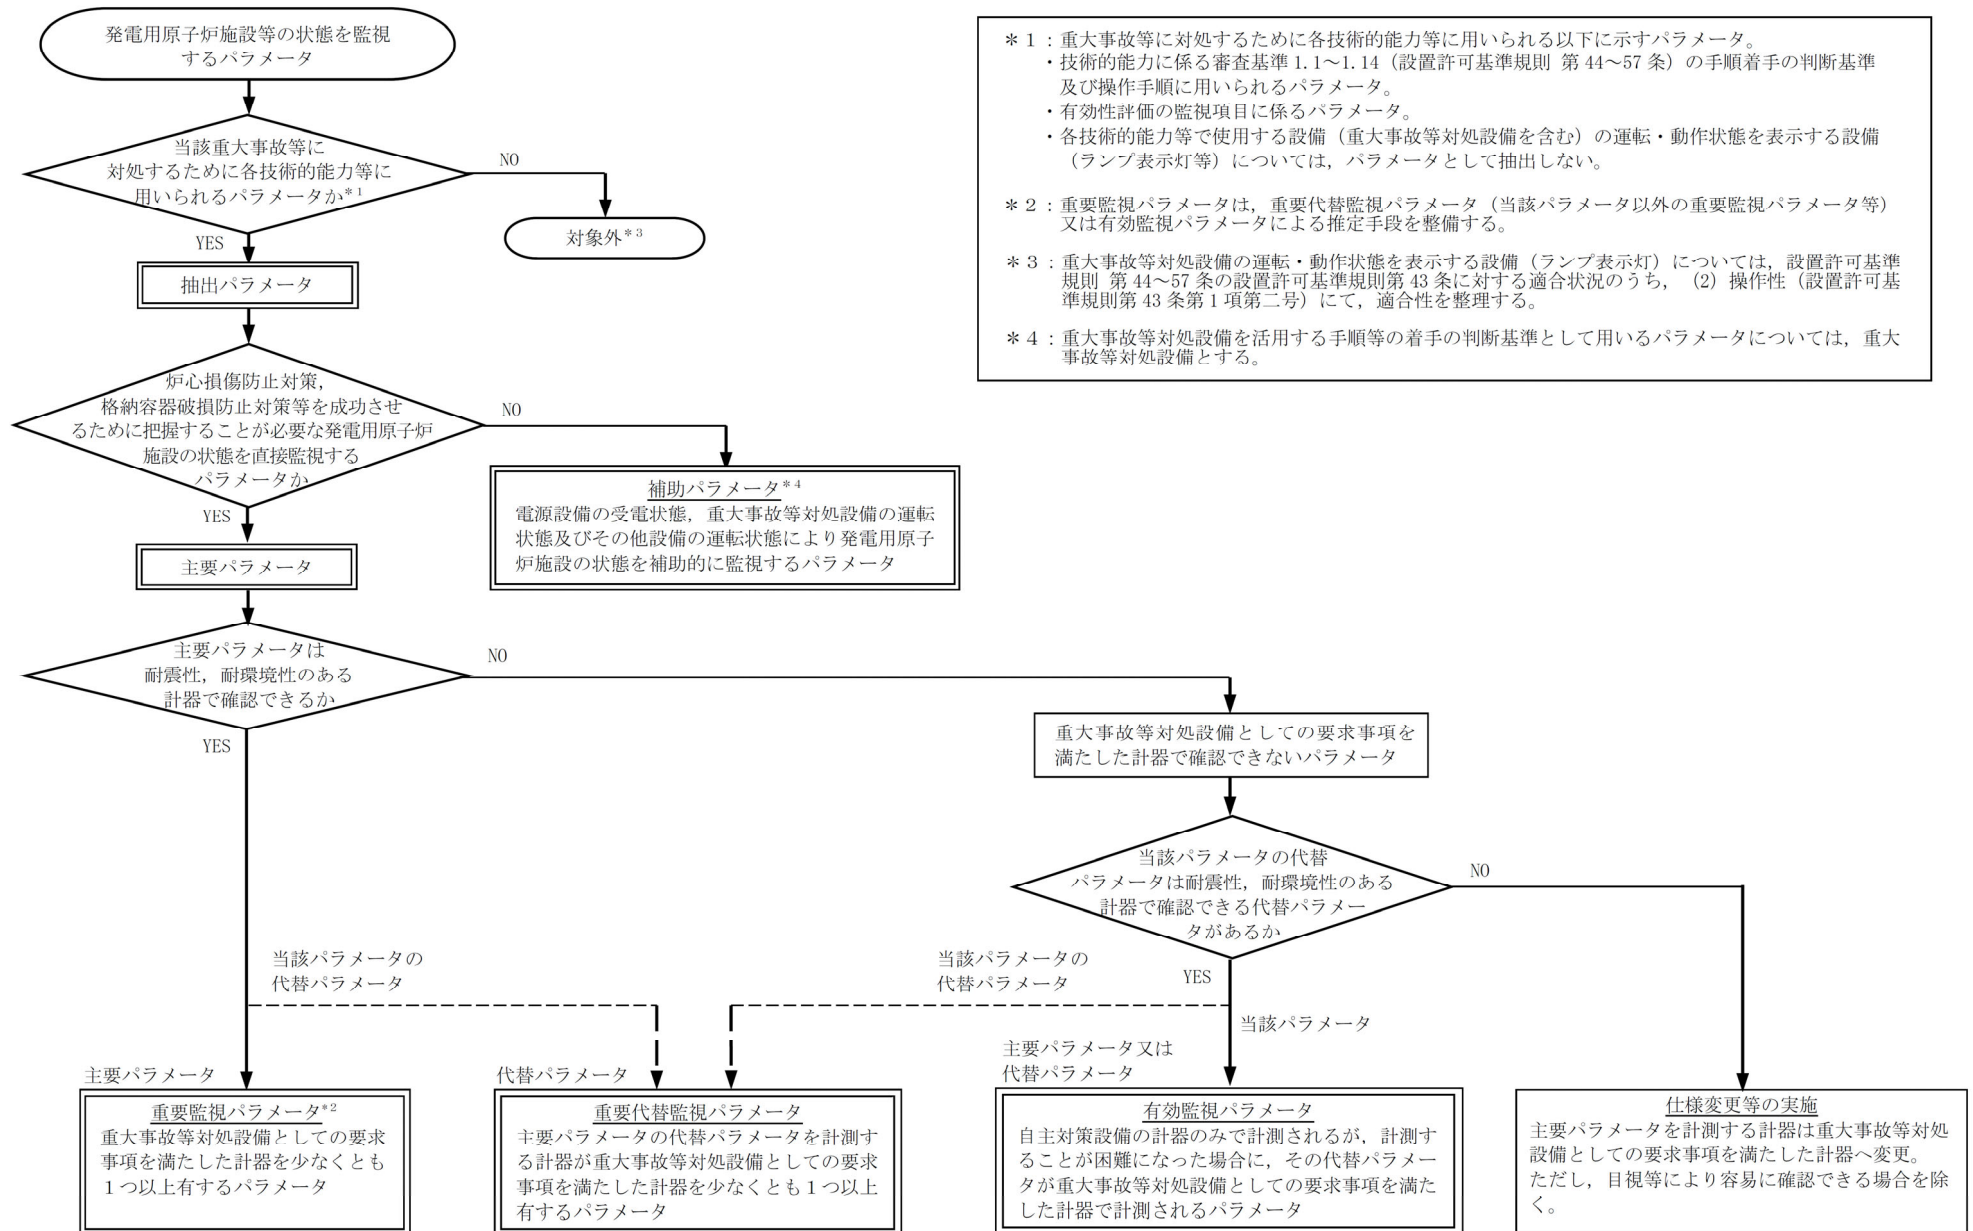 発電用原子炉施設等の状態を監視
するパラメータ
当該重大事故等に
対処するために各技術的能力等に
用いられるパラメータか＊１
NO
対象外＊３
YES
抽出パラメータ
炉心損傷防止対策，
格納容器破損防止対策等を成功させ
るために把握することが必要な発電用原子炉
施設の状態を直接監視する
パラメータか
NO
補助パラメータ＊４
電源設備の受電状態，重大事故等対処設備の運転
状態及びその他設備の運転状態により発電用原子
炉施設の状態を補助的に監視するパラメータ
YES
主要パラメータ
主要パラメータは
耐震性，耐環境性のある
計器で確認できるか
NO
YES
重大事故等対処設備としての要求事項を
満たした計器で確認できないパラメータ
当該パラメータの代替
パラメータは耐震性，耐環境性のある
計器で確認できる代替パラメー
タがあるか
NO
YES
当該パラメータの
代替パラメータ
当該パラメータの
代替パラメータ
当該パラメータ
主要パラメータ
重要監視パラメータ＊２
重大事故等対処設備としての要求
事項を満たした計器を少なくとも
１つ以上有するパラメータ
代替パラメータ
重要代替監視パラメータ
主要パラメータの代替パラメータを計測す
る計器が重大事故等対処設備としての要求
事項を満たした計器を少なくとも１つ以上
有するパラメータ
主要パラメータ又は
代替パラメータ
有効監視パラメータ
自主対策設備の計器のみで計測されるが，計測す
ることが困難になった場合に，その代替パラメー
タが重大事故等対処設備としての要求事項を満た
した計器で計測されるパラメータ
仕様変更等の実施
主要パラメータを計測する計器は重大事故等対処
設備としての要求事項を満たした計器へ変更。
ただし，目視等により容易に確認できる場合を除
く。
＊１：重大事故等に対処するために各技術的能力等に用いられる以下に示すパラメータ。
・技術的能力に係る審査基準 1.1～1.14（設置許可基準規則 第 44～57 条）の手順着手の判断基準
及び操作手順に用いられるパラメータ。
・有効性評価の監視項目に係るパラメータ。
・各技術的能力等で使用する設備（重大事故等対処設備を含む）の運転・動作状態を表示する設備
（ランプ表示灯等）については，パラメータとして抽出しない。
＊２：重要監視パラメータは，重要代替監視パラメータ（当該パラメータ以外の重要監視パラメータ等）
又は有効監視パラメータによる推定手段を整備する。
＊３：重大事故等対処設備の運転・動作状態を表示する設備（ランプ表示灯）については，設置許可基準
規則 第 44～57 条の設置許可基準規則第 43 条に対する適合状況のうち，（2）操作性（設置許可基
準規則第 43 条第 1 項第二号）にて，適合性を整理する。
＊４：重大事故等対処設備を活用する手順等の着手の判断基準として用いるパラメータについては，重大
事故等対処設備とする。